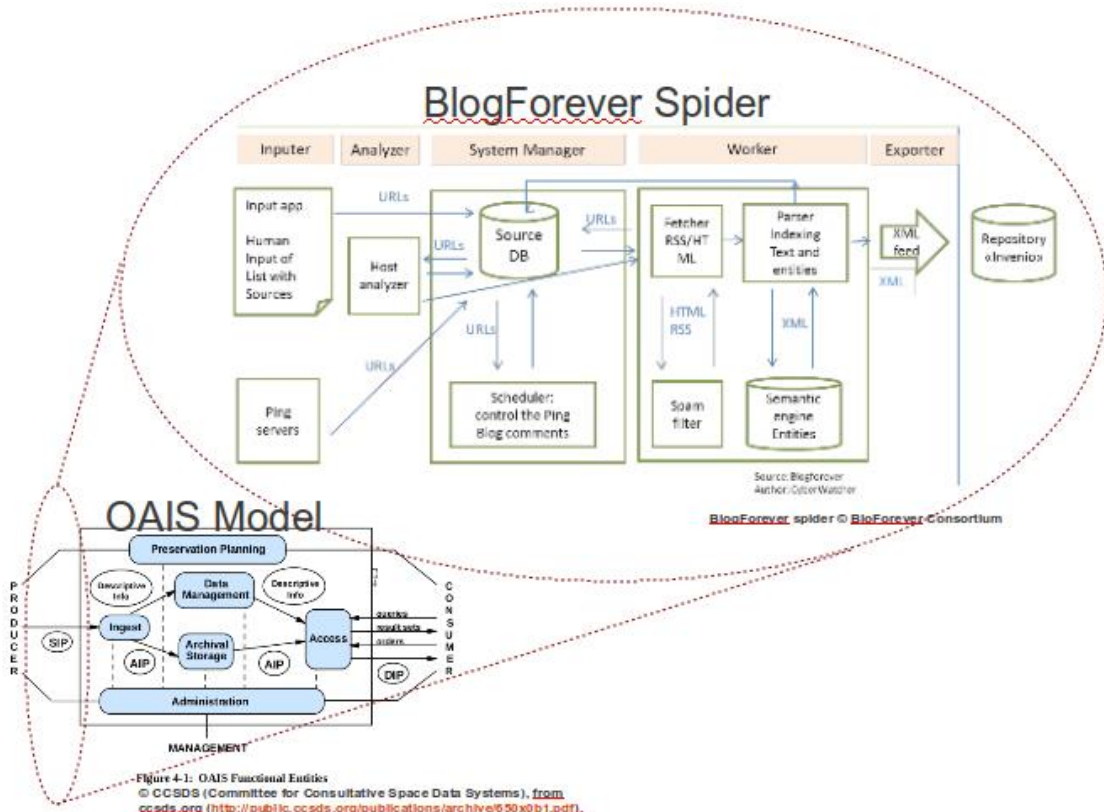 BlogForever Spider
Inputer
Analyzer
System Manager
Worker
Exporter
Input app.
Human
Input of
List with
Sources
URLs
URLs
Host
analyzer
Source
DB
URLs
Fetcher
RSS/HT
ML
Parser
Indexing
Text and
entities
XML
feed
XML
Repository
«Invenio»
URLs
HTML
RSS
XML
URLs
Ping
servers
Scheduler:
control the Ping
Blog comments
Spam
filter
Semantic
engine
Entities
Source: Blogforever
Author: CyberWatcher
BlogForever spider © BloForever Consortium
OAIS Model
PRODUCER
SIP
Preservation Planning
Descriptive
Info
Data
Management
Descriptive
Info
Ingest
Archival
Storage
Access
AIP
AIP
queries
result sets
orders
DIP
CONSUMER
Administration
MANAGEMENT
Figure 4-1: OAIS Functional Entities
© CCSDS (Committee for Consultative Space Data Systems), from
ccsds.org (http://public.ccsds.org/publications/archive/650x0b1.pdf).